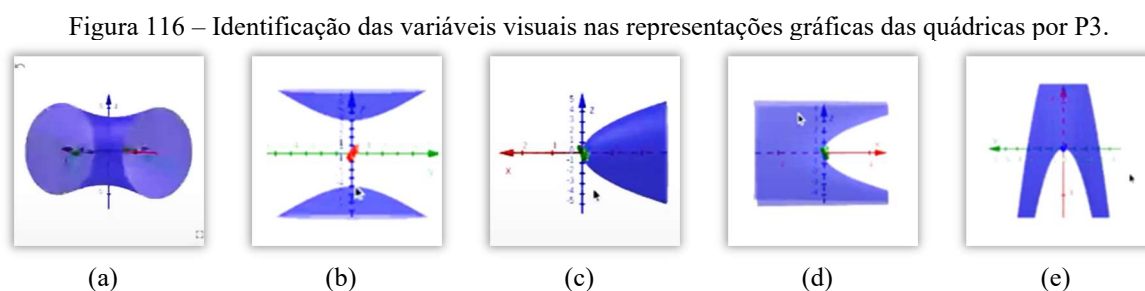 Figura 116 – Identificação das variáveis visuais nas representações gráficas das quádricas por P3.
(a) (b) (c) (d) (e)